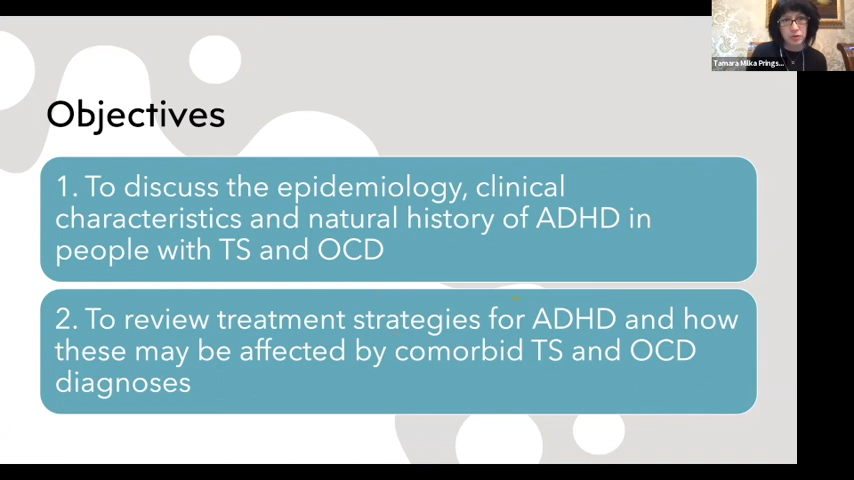 Tamara Milka Prings...
Objectives
1. To discuss the epidemiology, clinical
characteristics and natural history of ADHD in
people with TS and OCD
2. To review treatment strategies for ADHD and how
these may be affected by comorbid TS and OCD
diagnoses